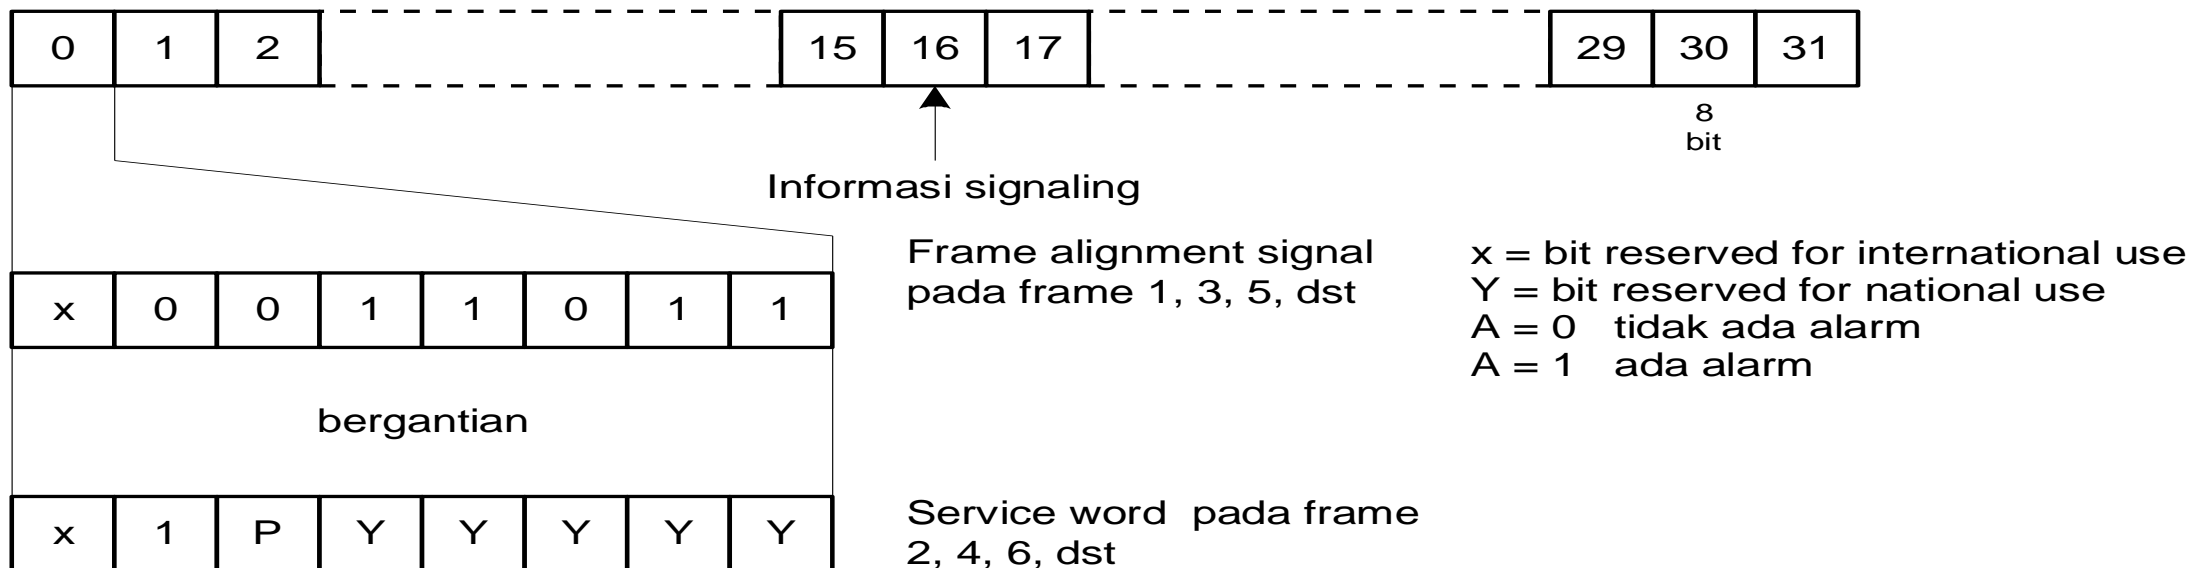 0 1 2 15 16 17 29 30 31
8
bit
Informasi signaling
Frame alignment signal
pada frame 1, 3, 5, dst
x = bit reserved for international use
Y = bit reserved for national use
A = 0 tidak ada alarm
A = 1 ada alarm
x 0 0 1 1 0 1 1
bergantian
x 1 P Y Y Y Y Y
Service word pada frame
2, 4, 6, dst